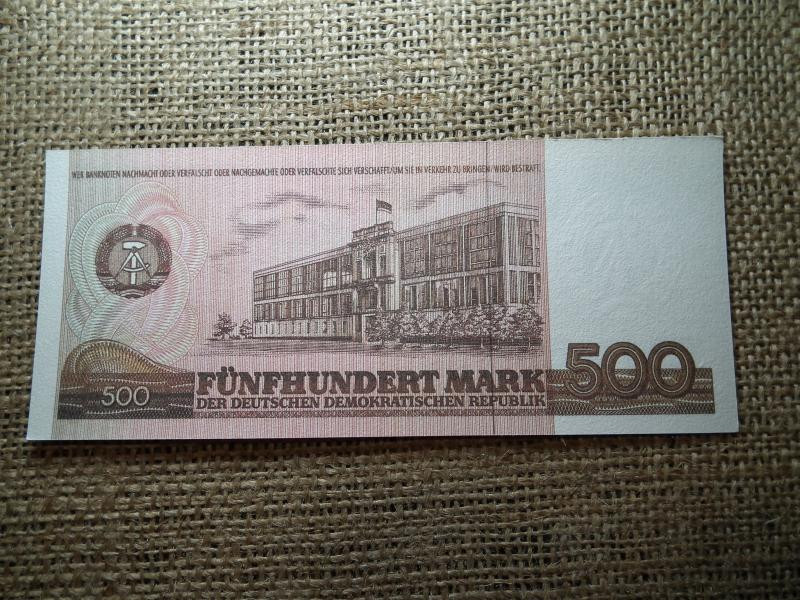 WER BANKNOTEN NACHMACHT ODER VERFÄLSCHT ODER NACHGEMACHTE ODER VERFÄLSCHTE SICH VERSCHAFFT/UM SIE IN VERKEHR ZU BRINGEN/WIRD BESTRAFT.
500
FÜNFHUNDERT MARK
DER DEUTSCHEN DEMOKRATISCHEN REPUBLIK
500